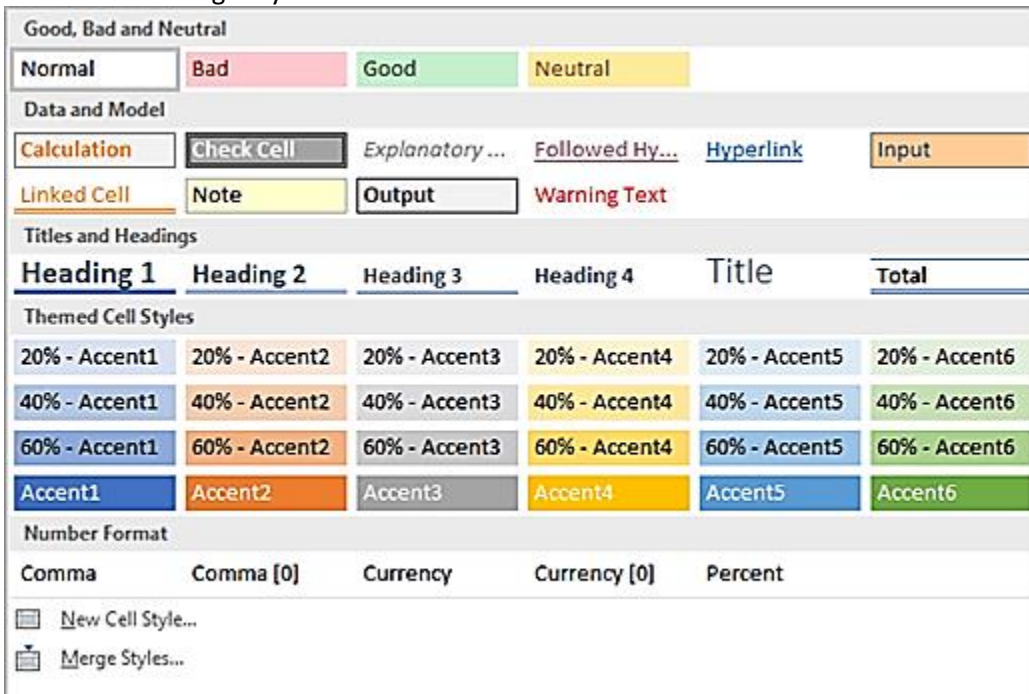 Good, Bad and Neutral
Normal Bad Good Neutral
Data and Model
Calculation Check Cell Explanatory ... Followed Hy... Hyperlink Input
Linked Cell Note Output Warning Text
Titles and Headings
Heading 1 Heading 2 Heading 3 Heading 4 Title Total
Themed Cell Styles
20% - Accent1 20% - Accent2 20% - Accent3 20% - Accent4 20% - Accent5 20% - Accent6
40% - Accent1 40% - Accent2 40% - Accent3 40% - Accent4 40% - Accent5 40% - Accent6
60% - Accent1 60% - Accent2 60% - Accent3 60% - Accent4 60% - Accent5 60% - Accent6
Accent1 Accent2 Accent3 Accent4 Accent5 Accent6
Number Format
Comma Comma [0] Currency Currency [0] Percent
New Cell Style...
Merge Styles...